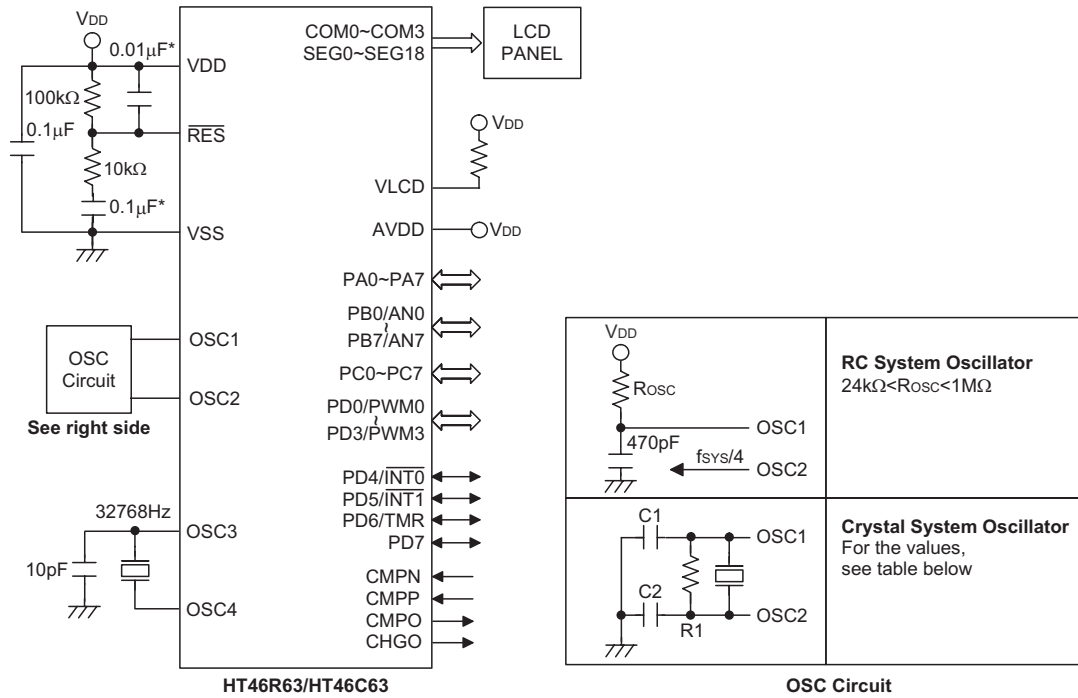 VDD
0.01μF*
VDD
100kΩ
0.1μF
RES
10kΩ
0.1μF*
VSS
OSC
Circuit
OSC1
OSC2
See right side
32768Hz
OSC3
10pF
OSC4
COM0~COM3
SEG0~SEG18
LCD
PANEL
VDD
VLCD
AVDD
VDD
PA0~PA7
PB0/AN0
~
PB7/AN7
PC0~PC7
PD0/PWM0
~
PD3/PWM3
PD4/INT0
PD5/INT1
PD6/TMR
PD7
CMPN
CMPP
CMPO
CHGO
HT46R63/HT46C63
VDD
ROSC
470pF
OSC1
fSYS/4
OSC2
RC System Oscillator
24kΩ<ROSC<1MΩ
C1
OSC1
C2
R1
OSC2
Crystal System Oscillator
For the values,
see table below
OSC Circuit